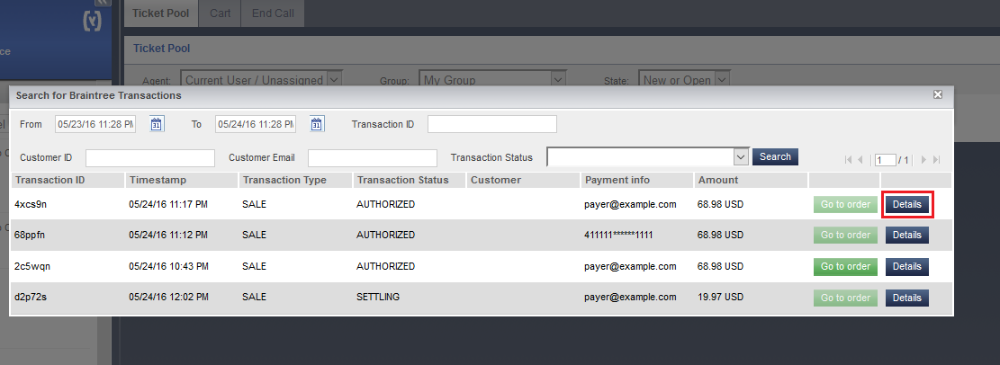 Ticket Pool Cart End Call
ce
Ticket Pool
Agent: Current User / Unassigned Group: My Group State: New or Open
Search for Braintree Transactions
From 05/23/16 11:28 PM To 05/24/16 11:28 PM Transaction ID
Customer ID Customer Email Transaction Status Search 1 / 1
Transaction ID Timestamp Transaction Type Transaction Status Customer Payment info Amount
4xcs9n 05/24/16 11:17 PM SALE AUTHORIZED payer@example.com 68.98 USD Go to order Details
68ppfn 05/24/16 11:12 PM SALE AUTHORIZED 411111******1111 68.98 USD Go to order Details
2c5wqn 05/24/16 10:43 PM SALE AUTHORIZED payer@example.com 68.98 USD Go to order Details
d2p72s 05/24/16 12:02 PM SALE SETTLING payer@example.com 19.97 USD Go to order Details